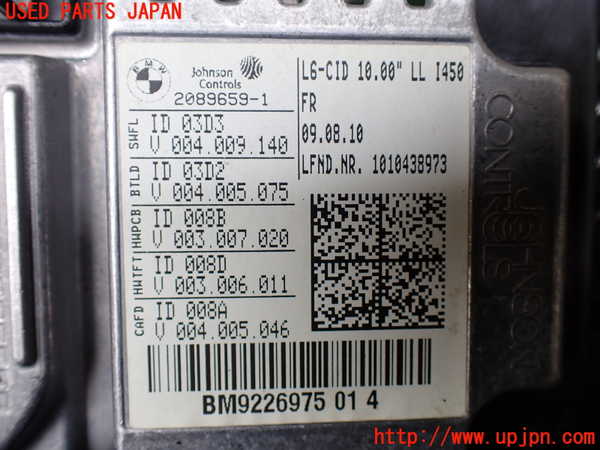 USED PARTS JAPAN
BMW
Johnson
Controls
2089659-1
L6-CID 10.00" LL I450
FR
09.08.10
LFND.NR. 1010438973
SWFL
ID 03D3
V 004.009.140
BTLD
ID 03D2
V 004.005.075
HWPCB
ID 008B
V 003.007.020
HWTFT
ID 008D
V 003.006.011
CAFD
ID 008A
V 004.005.046
BM9226975 01 4
http://www.upjpn.com/